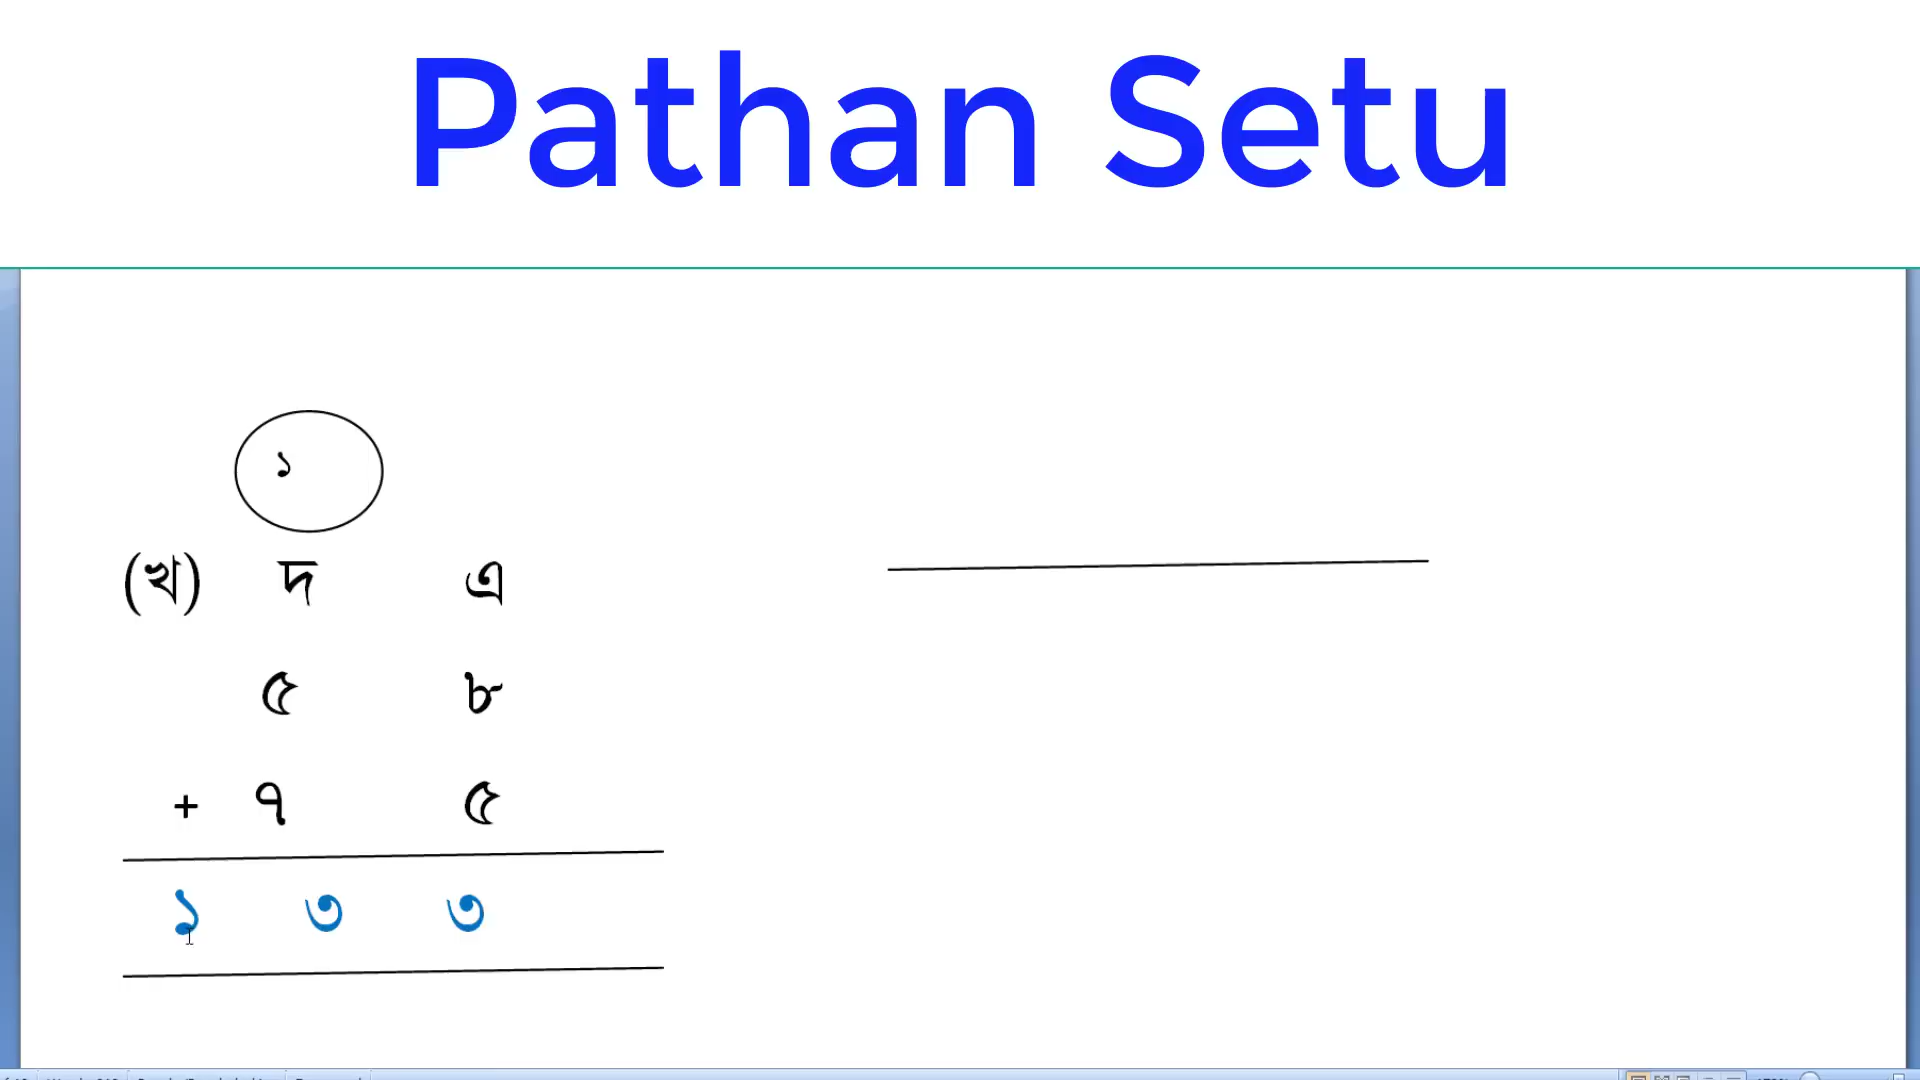 Pathan Setu
১
(খ) দ এ
৫ ৮
+ ৭ ৫
১ ৩ ৩